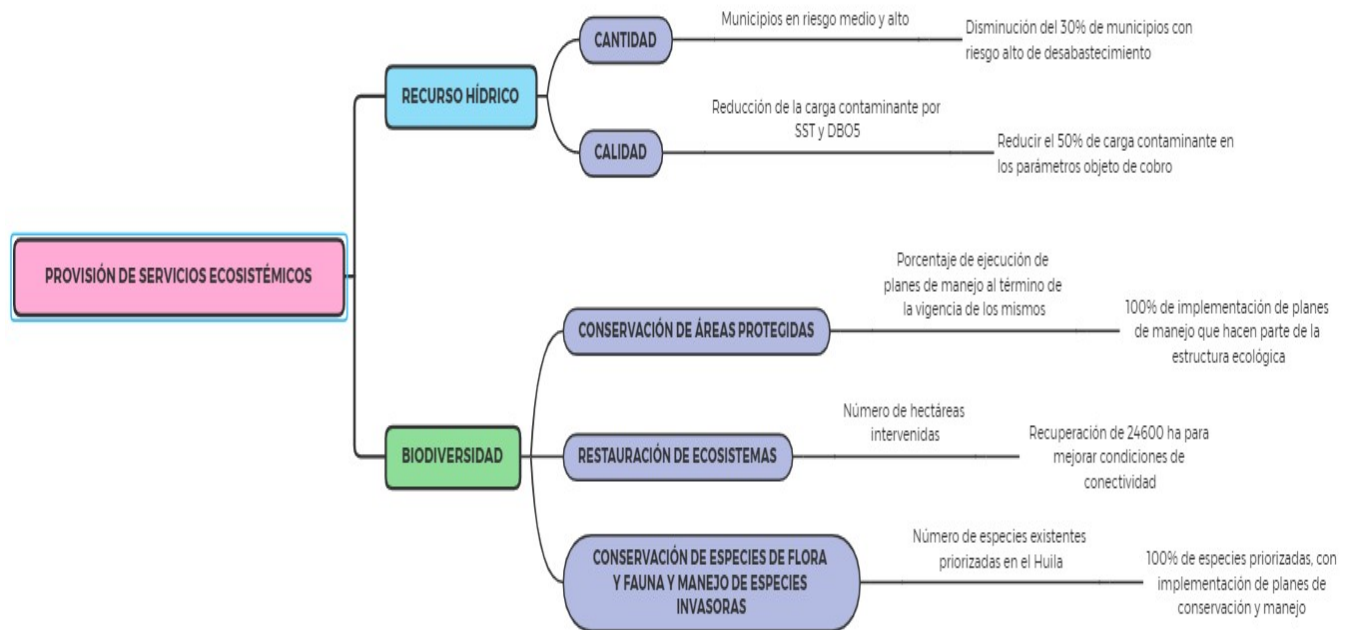 PROVISIÓN DE SERVICIOS ECOSISTÉMICOS
RECURSO HÍDRICO
CANTIDAD
Municipios en riesgo medio y alto
Disminución del 30% de municipios con
riesgo alto de desabastecimiento
CALIDAD
Reducción de la carga contaminante por
SST y DBO5
Reducir el 50% de carga contaminante en
los parámetros objeto de cobro
BIODIVERSIDAD
CONSERVACIÓN DE ÁREAS PROTEGIDAS
Porcentaje de ejecución de
planes de manejo al término de
la vigencia de los mismos
100% de implementación de planes
de manejo que hacen parte de la
estructura ecológica
RESTAURACIÓN DE ECOSISTEMAS
Número de hectáreas
intervenidas
Recuperación de 24600 ha para
mejorar condiciones de
conectividad
CONSERVACIÓN DE ESPECIES DE FLORA
Y FAUNA Y MANEJO DE ESPECIES
INVASORAS
Número de especies existentes
priorizadas en el Huila
100% de especies priorizadas, con
implementación de planes de
conservación y manejo